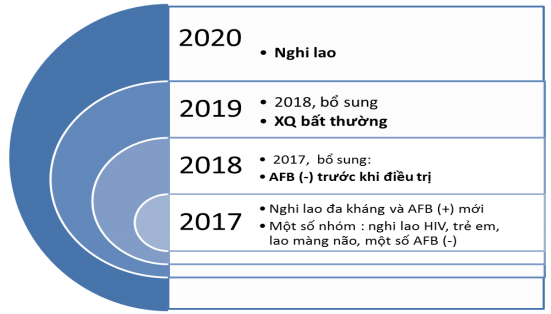 2020
• Nghi lao
2019
• 2018, bổ sung
• XQ bất thường
2018
• 2017, bổ sung:
• AFB (-) trước khi điều trị
2017
• Nghi lao đa kháng và AFB (+) mới
• Một số nhóm : nghi lao HIV, trẻ em,
lao màng não, một số AFB (-)